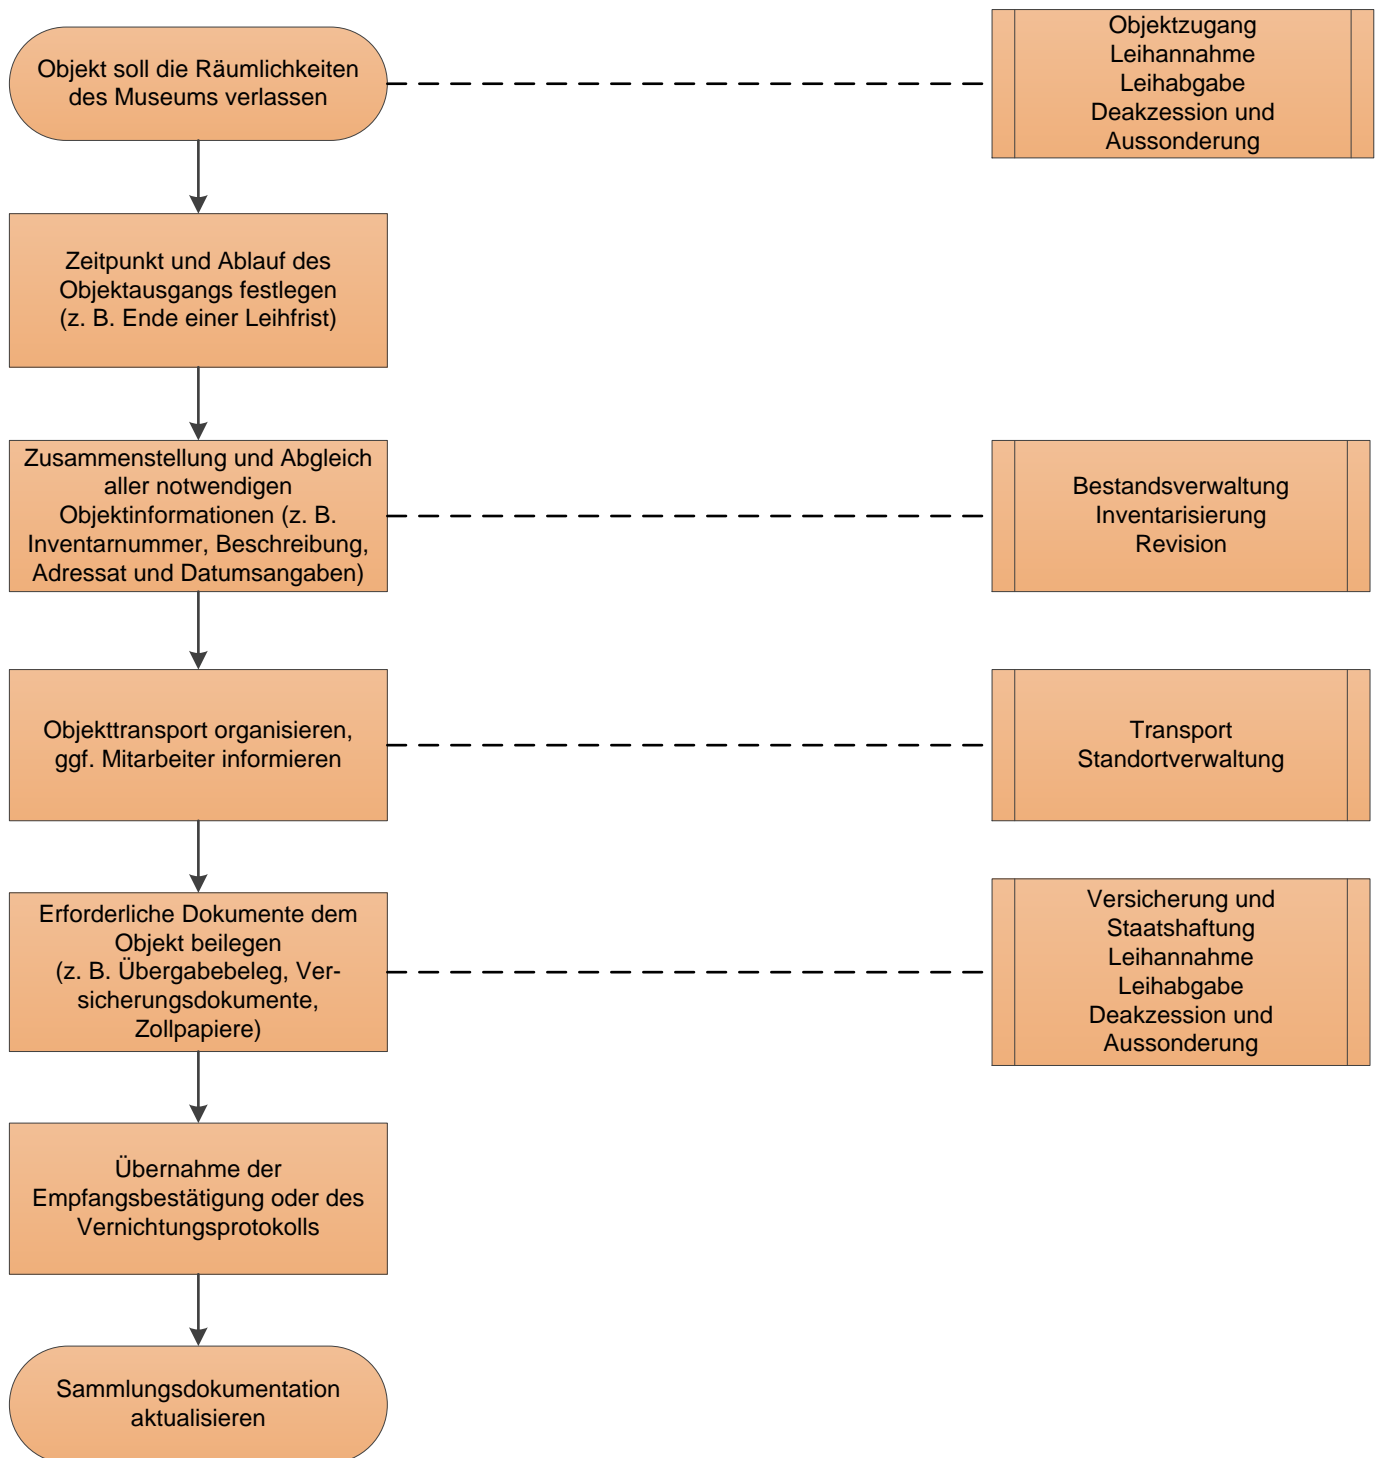 Objekt soll die Räumlichkeiten
des Museums verlassen
Objektzugang
Leihannahme
Leihabgabe
Deakzession und
Aussonderung
Zeitpunkt und Ablauf des
Objektausgangs festlegen
(z. B. Ende einer Leihfrist)
Zusammenstellung und Abgleich
aller notwendigen
Objektinformationen (z. B.
Inventarnummer, Beschreibung,
Adressat und Datumsangaben)
Bestandsverwaltung
Inventarisierung
Revision
Objekttransport organisieren,
ggf. Mitarbeiter informieren
Transport
Standortverwaltung
Erforderliche Dokumente dem
Objekt beilegen
(z. B. Übergabebeleg, Ver-
sicherungsdokumente,
Zollpapiere)
Versicherung und
Staatshaftung
Leihannahme
Leihabgabe
Deakzession und
Aussonderung
Übernahme der
Empfangsbestätigung oder des
Vernichtungsprotokolls
Sammlungsdokumentation
aktualisieren